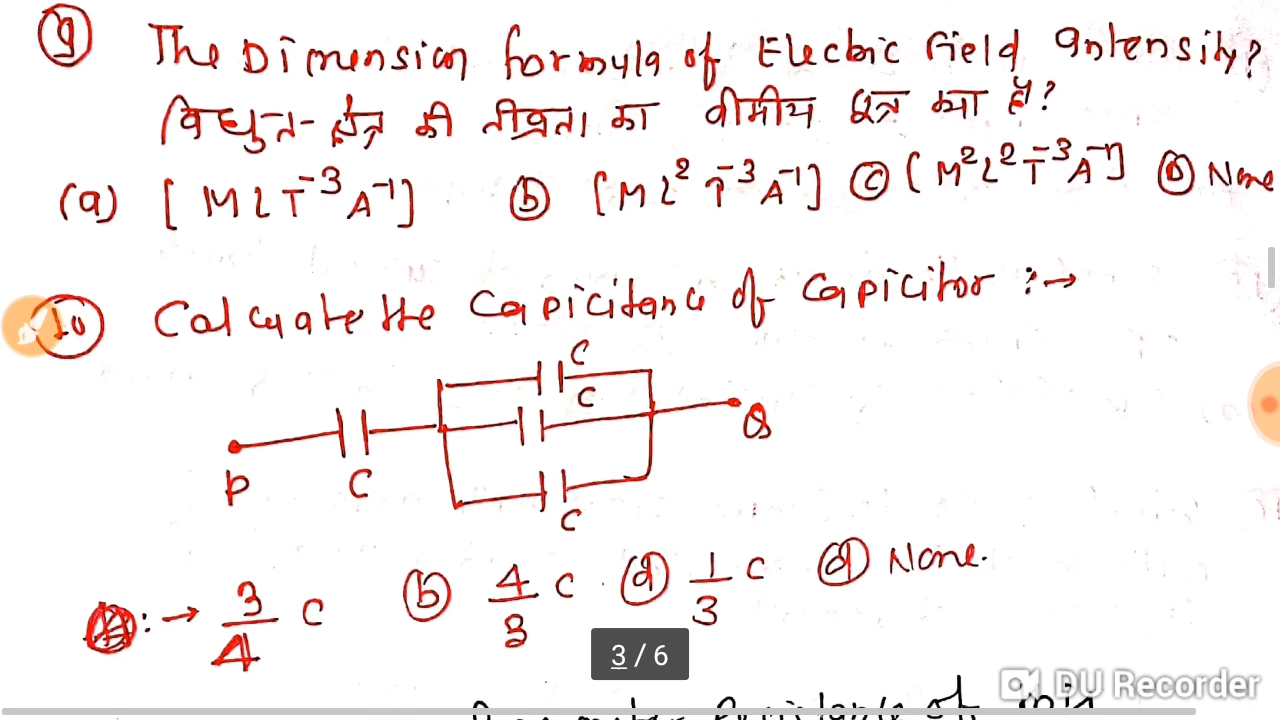 9 The Dimension formula of Electric Field Intensity?
विद्युत-क्षेत्र की तीव्रता का वीमीय सूत्र क्या है?
(a) [MLT⁻³A⁻¹] (b) [ML²T⁻³A⁻¹] (c) [M²L²T⁻³A⁻¹] (d) None
10 Calculate the Capicitance of Capicitor :→
C
C
P C Q
C
:→ 3/4 C (b) 4/3 C (d) 1/3 C (d) None.
3 / 6
DU Recorder